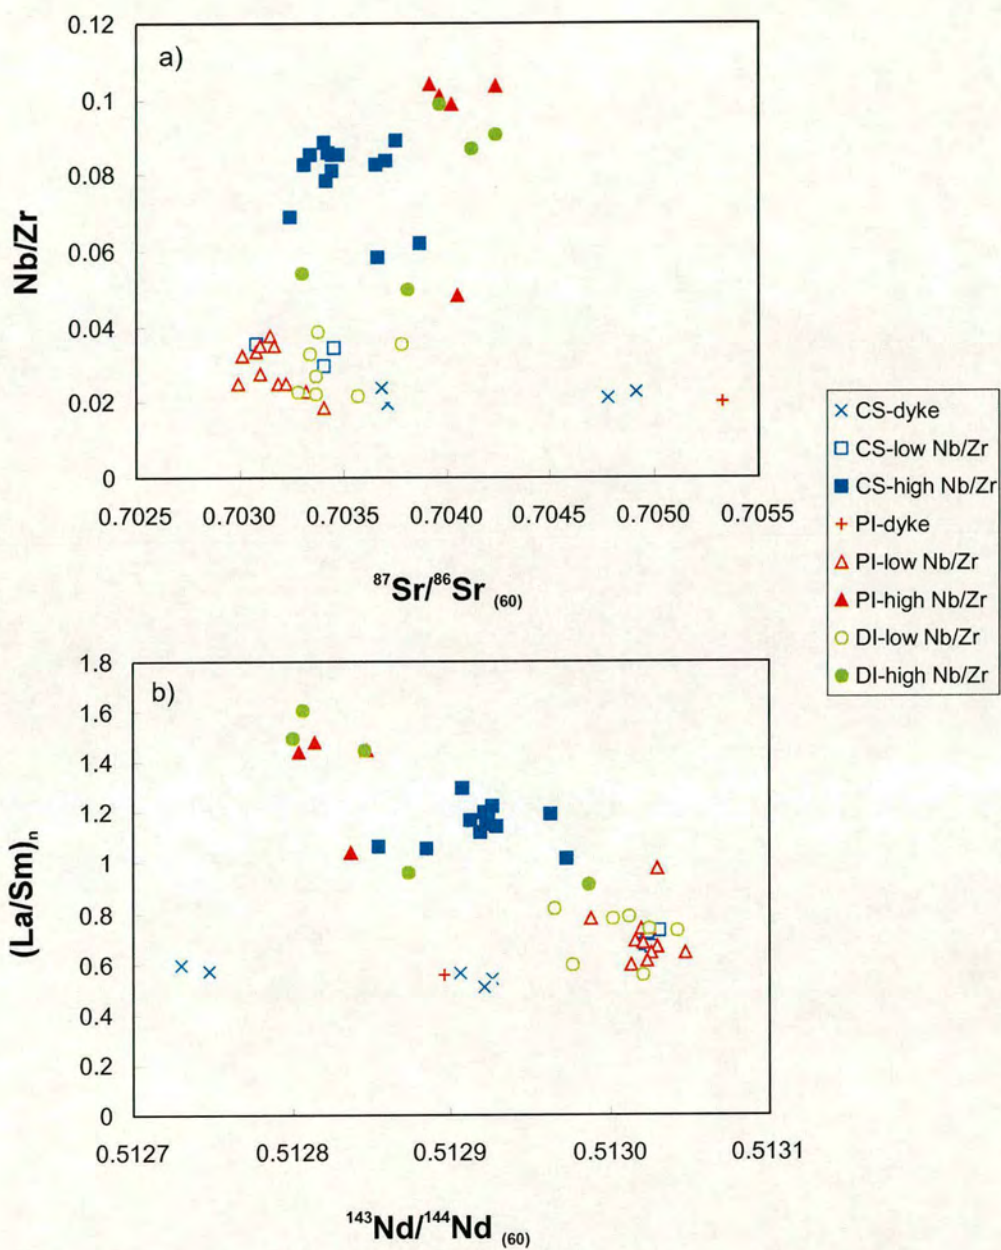 a)
0.12
0.1
0.08
0.06
0.04
0.02
0
Nb/Zr
0.7025 0.7030 0.7035 0.7040 0.7045 0.7050 0.7055
87Sr/86Sr (60)
CS-dyke
CS-low Nb/Zr
CS-high Nb/Zr
PI-dyke
PI-low Nb/Zr
PI-high Nb/Zr
DI-low Nb/Zr
DI-high Nb/Zr
b)
1.8
1.6
1.4
1.2
1
0.8
0.6
0.4
0.2
0
(La/Sm)n
0.5127 0.5128 0.5129 0.5130 0.5131
143Nd/144Nd (60)